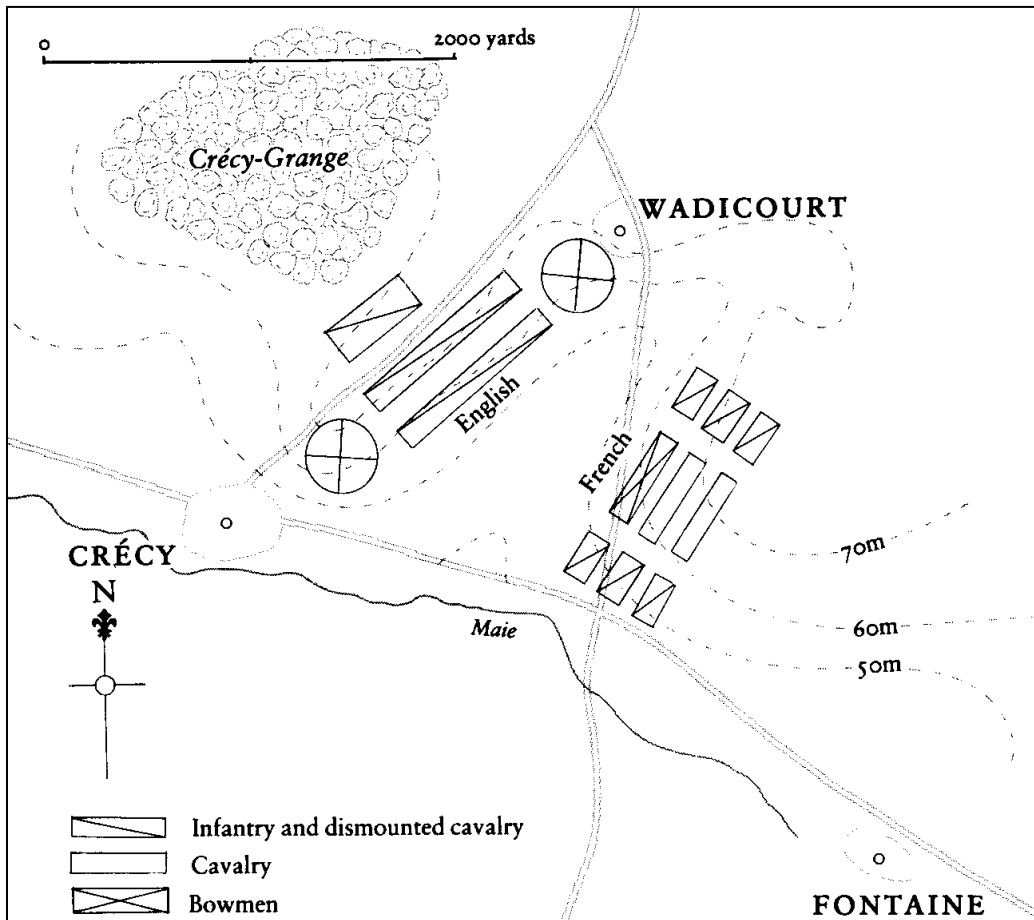 o
2000 yards
Crécy-Grange
WADICOURT
English
French
CRÉCY
N
Maie
70m
60m
50m
Infantry and dismounted cavalry
Cavalry
Bowmen
FONTAINE